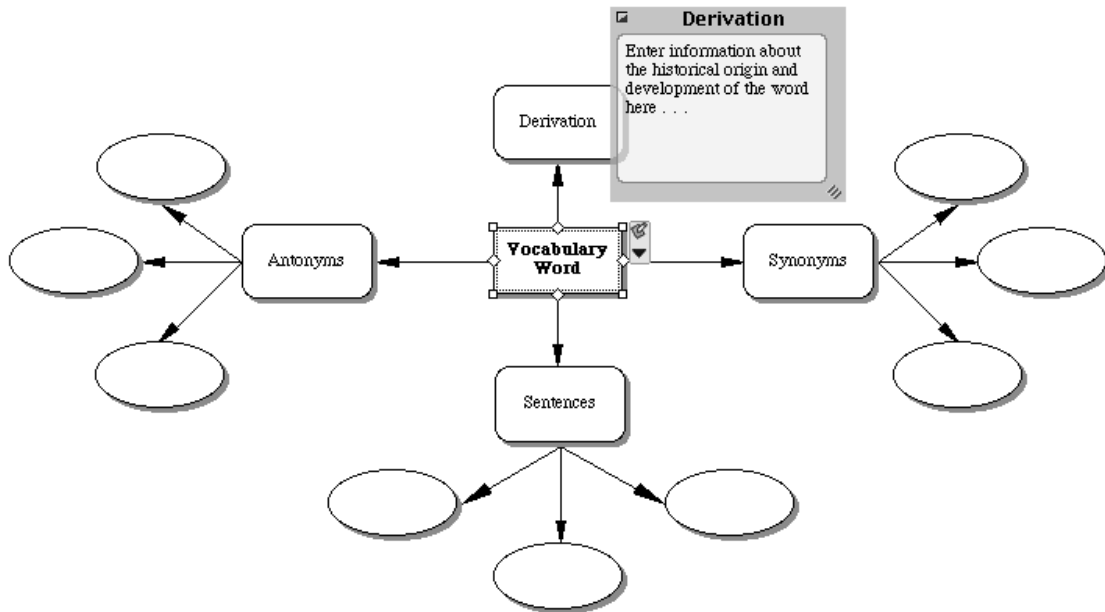 Derivation
Enter information about
the historical origin and
development of the word
here . . .
Derivation
Antonyms
Vocabulary
Word
Synonyms
Sentences